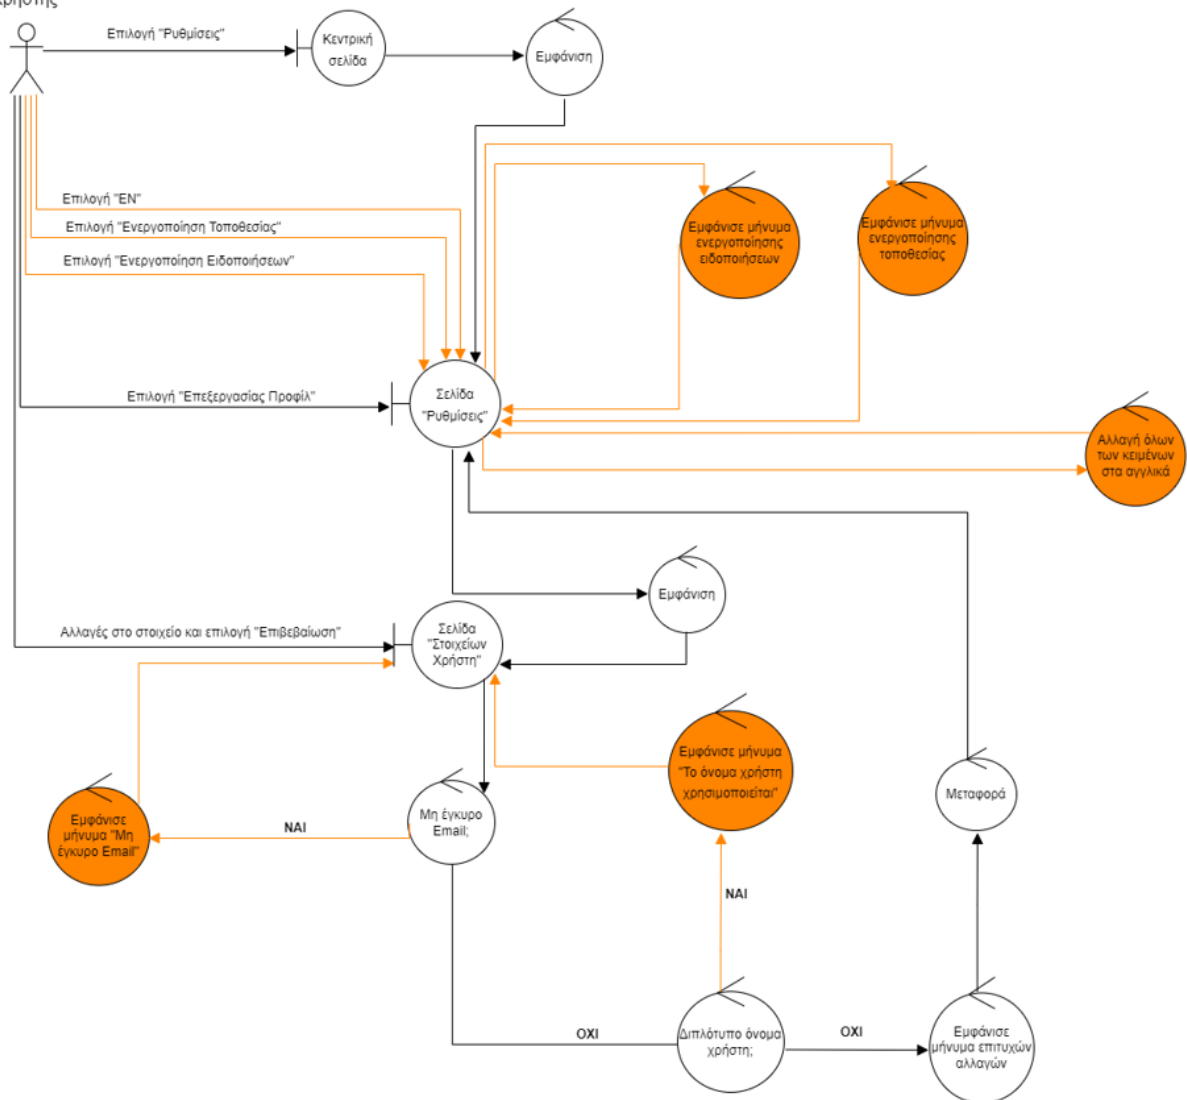 χρήστης
Επιλογή "Ρυθμίσεις"
Κεντρική
σελίδα
Εμφάνιση
Επιλογή "ΕΝ"
Επιλογή "Ενεργοποίηση Τοποθεσίας"
Επιλογή "Ενεργοποίηση Ειδοποιήσεων"
Εμφάνισε μήνυμα
ενεργοποίησης
ειδοποιήσεων
Εμφάνισε μήνυμα
ενεργοποίησης
τοποθεσίας
Επιλογή "Επεξεργασίας Προφίλ"
Σελίδα
"Ρυθμίσεις"
Αλλαγή όλων
των κειμένων
στα αγγλικά
Εμφάνιση
Αλλαγές στο στοιχείο και επιλογή "Επιβεβαίωση"
Σελίδα
"Στοιχείων
Χρήστη"
Εμφάνισε μήνυμα
"Το όνομα χρήστη
χρησιμοποιείται"
Μεταφορά
Εμφάνισε
μήνυμα "Μη
έγκυρο Email"
ΝΑΙ
Μη έγκυρο
Email;
ΝΑΙ
ΟΧΙ
Διπλότυπο όνομα
χρήστη;
ΟΧΙ
Εμφάνισε
μήνυμα επιτυχών
αλλαγών